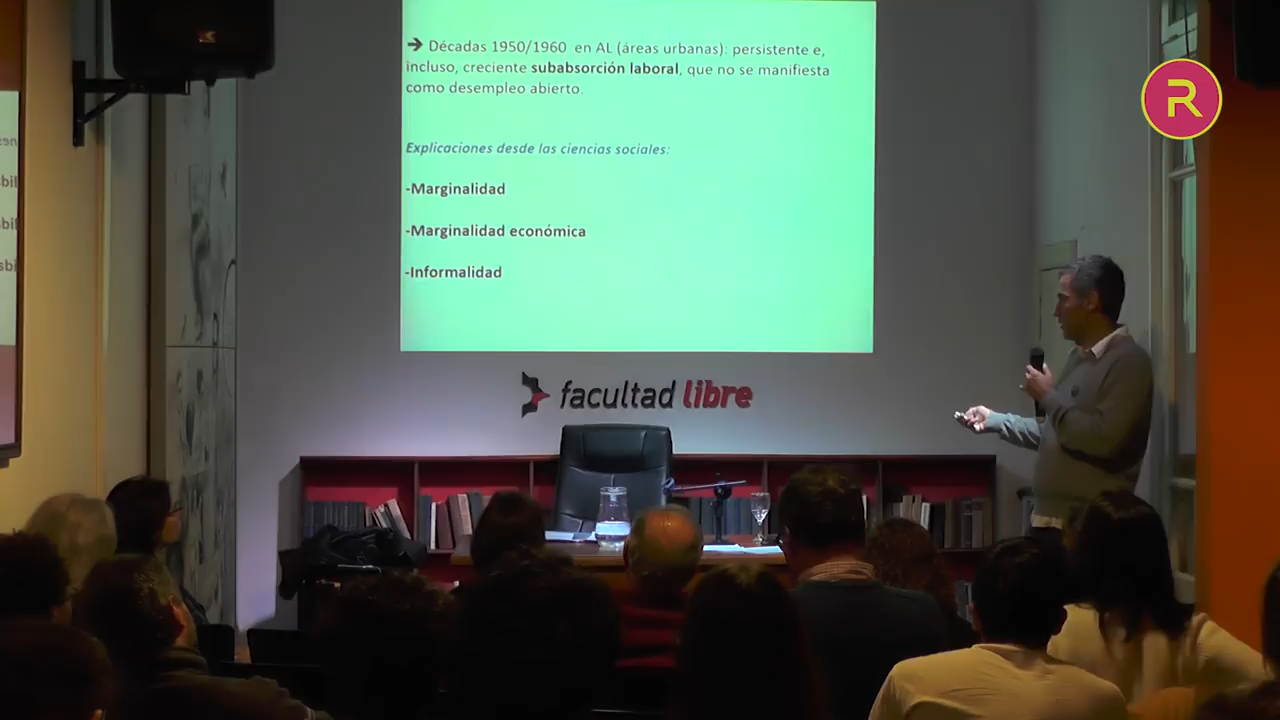 ➔ Décadas 1950/1960 en AL (áreas urbanas): persistente e,
incluso, creciente subabsorción laboral, que no se manifiesta
como desempleo abierto.
Explicaciones desde las ciencias sociales:
-Marginalidad
-Marginalidad económica
-Informalidad
facultad libre
R